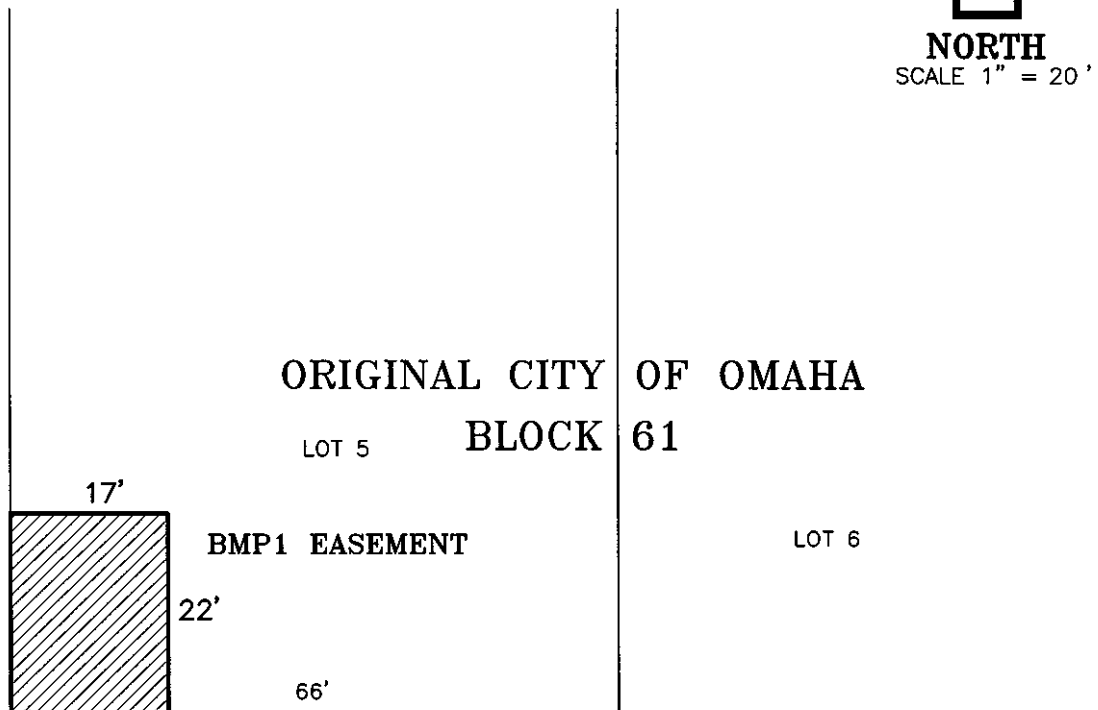 NORTH
SCALE 1" = 20'
ORIGINAL CITY OF OMAHA
BLOCK 61
LOT 5
17'
BMP1 EASEMENT
LOT 6
22'
66'